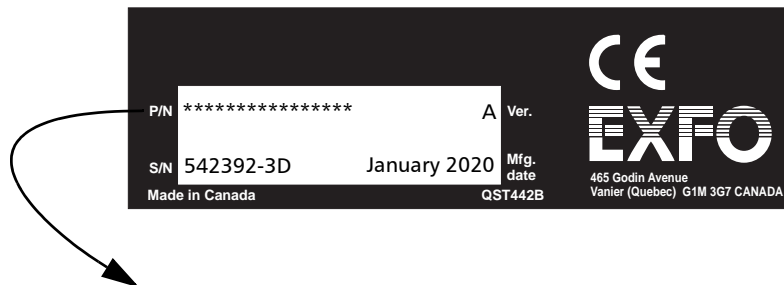 CE
P/N *************** A Ver.
EXFO
S/N 542392-3D January 2020 Mfg. date
Made in Canada QST442B
465 Godin Avenue
Vanier (Quebec) G1M 3G7 CANADA